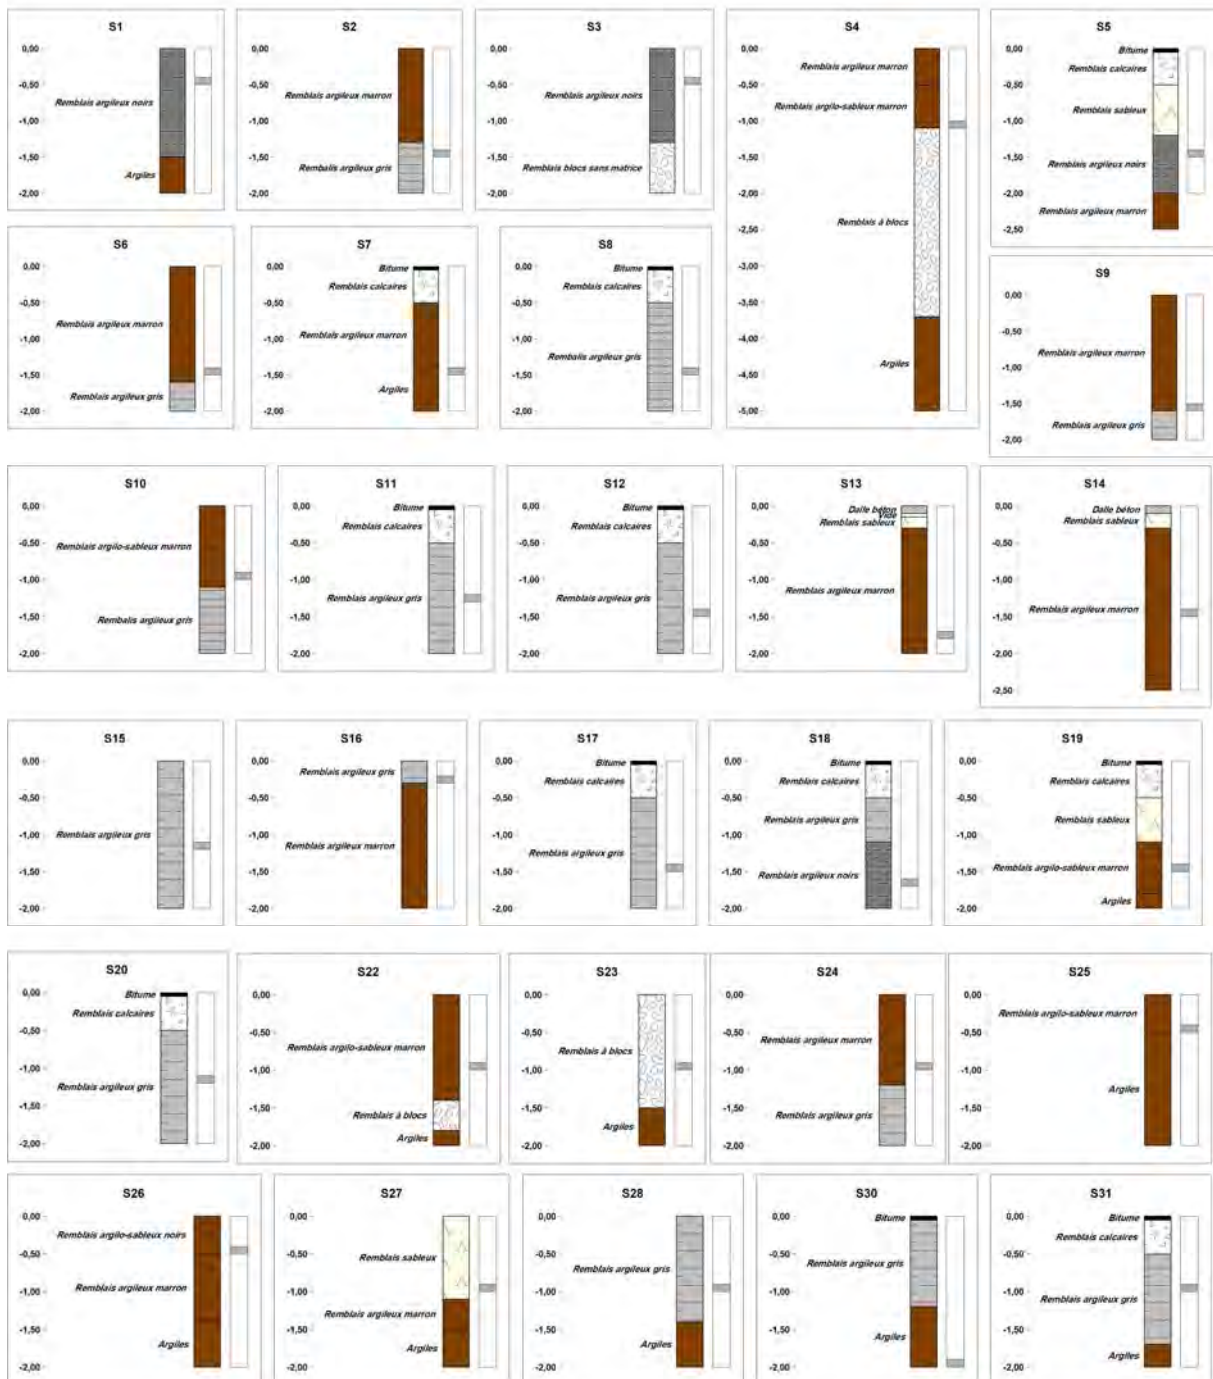 S1
0,00
-0,50
Remblais argileux noirs
-1,00
-1,50
Argiles
-2,00
S2
0,00
-0,50
Remblais argileux marron
-1,00
-1,50
Rembalis argileux gris
-2,00
S3
0,00
-0,50
Remblais argileux noirs
-1,00
-1,50
Remblais blocs sans matrice
-2,00
S4
0,00
Remblais argileux marron
-0,50
Remblais argilo-sableux marron
-1,00
-1,50
-2,00
Remblais à blocs
-2,50
-3,00
-3,50
-4,00
Argiles
-4,50
-5,00
S5
Bitume
0,00
Remblais calcaires
-0,50
Remblais sableux
-1,00
-1,50
Remblais argileux noirs
-2,00
Remblais argileux marron
-2,50
S6
0,00
-0,50
Remblais argileux marron
-1,00
-1,50
Remblais argileux gris
-2,00
S7
Bitume
0,00
Remblais calcaires
-0,50
Remblais argileux marron
-1,00
-1,50
Argiles
-2,00
S8
Bitume
0,00
Remblais calcaires
-0,50
-1,00
Rembalis argileux gris
-1,50
-2,00
S9
0,00
-0,50
Remblais argileux marron
-1,00
-1,50
Remblais argileux gris
-2,00
S10
0,00
-0,50
Remblais argilo-sableux marron
-1,00
-1,50
Rembalis argileux gris
-2,00
S11
Bitume
0,00
Remblais calcaires
-0,50
-1,00
Remblais argileux gris
-1,50
-2,00
S12
Bitume
0,00
Remblais calcaires
-0,50
-1,00
Remblais argileux gris
-1,50
-2,00
S13
0,00
Dalle béton
Vide
Remblais sableux
-0,50
-1,00
Remblais argileux marron
-1,50
-2,00
S14
0,00
Dalle béton
Remblais sableux
-0,50
-1,00
Remblais argileux marron
-1,50
-2,00
-2,50
S15
0,00
-0,50
-1,00
Remblais argileux gris
-1,50
-2,00
S16
0,00
Remblais argileux gris
-0,50
-1,00
Remblais argileux marron
-1,50
-2,00
S17
Bitume
0,00
Remblais calcaires
-0,50
-1,00
Remblais argileux gris
-1,50
-2,00
S18
Bitume
0,00
Remblais calcaires
-0,50
Remblais argileux gris
-1,00
-1,50
Remblais argileux noirs
-2,00
S19
Bitume
0,00
Remblais calcaires
-0,50
Remblais sableux
-1,00
Remblais argilo-sableux marron
-1,50
Argiles
-2,00
S20
Bitume
0,00
Remblais calcaires
-0,50
-1,00
Remblais argileux gris
-1,50
-2,00
S22
0,00
-0,50
Remblais argilo-sableux marron
-1,00
-1,50
Remblais à blocs
Argiles
-2,00
S23
0,00
-0,50
Remblais à blocs
-1,00
-1,50
Argiles
-2,00
S24
0,00
-0,50
Remblais argileux marron
-1,00
-1,50
Remblais argileux gris
-2,00
S25
0,00
Remblais argilo-sableux marron
-0,50
-1,00
Argiles
-1,50
-2,00
S26
0,00
Remblais argilo-sableux noirs
-0,50
Remblais argileux marron
-1,00
-1,50
Argiles
-2,00
S27
0,00
-0,50
Remblais sableux
-1,00
Remblais argileux marron
-1,50
Argiles
-2,00
S28
0,00
-0,50
Remblais argileux gris
-1,00
-1,50
Argiles
-2,00
S30
Bitume
0,00
-0,50
Remblais argileux gris
-1,00
-1,50
Argiles
-2,00
S31
Bitume
0,00
Remblais calcaires
-0,50
-1,00
Remblais argileux gris
-1,50
Argiles
-2,00